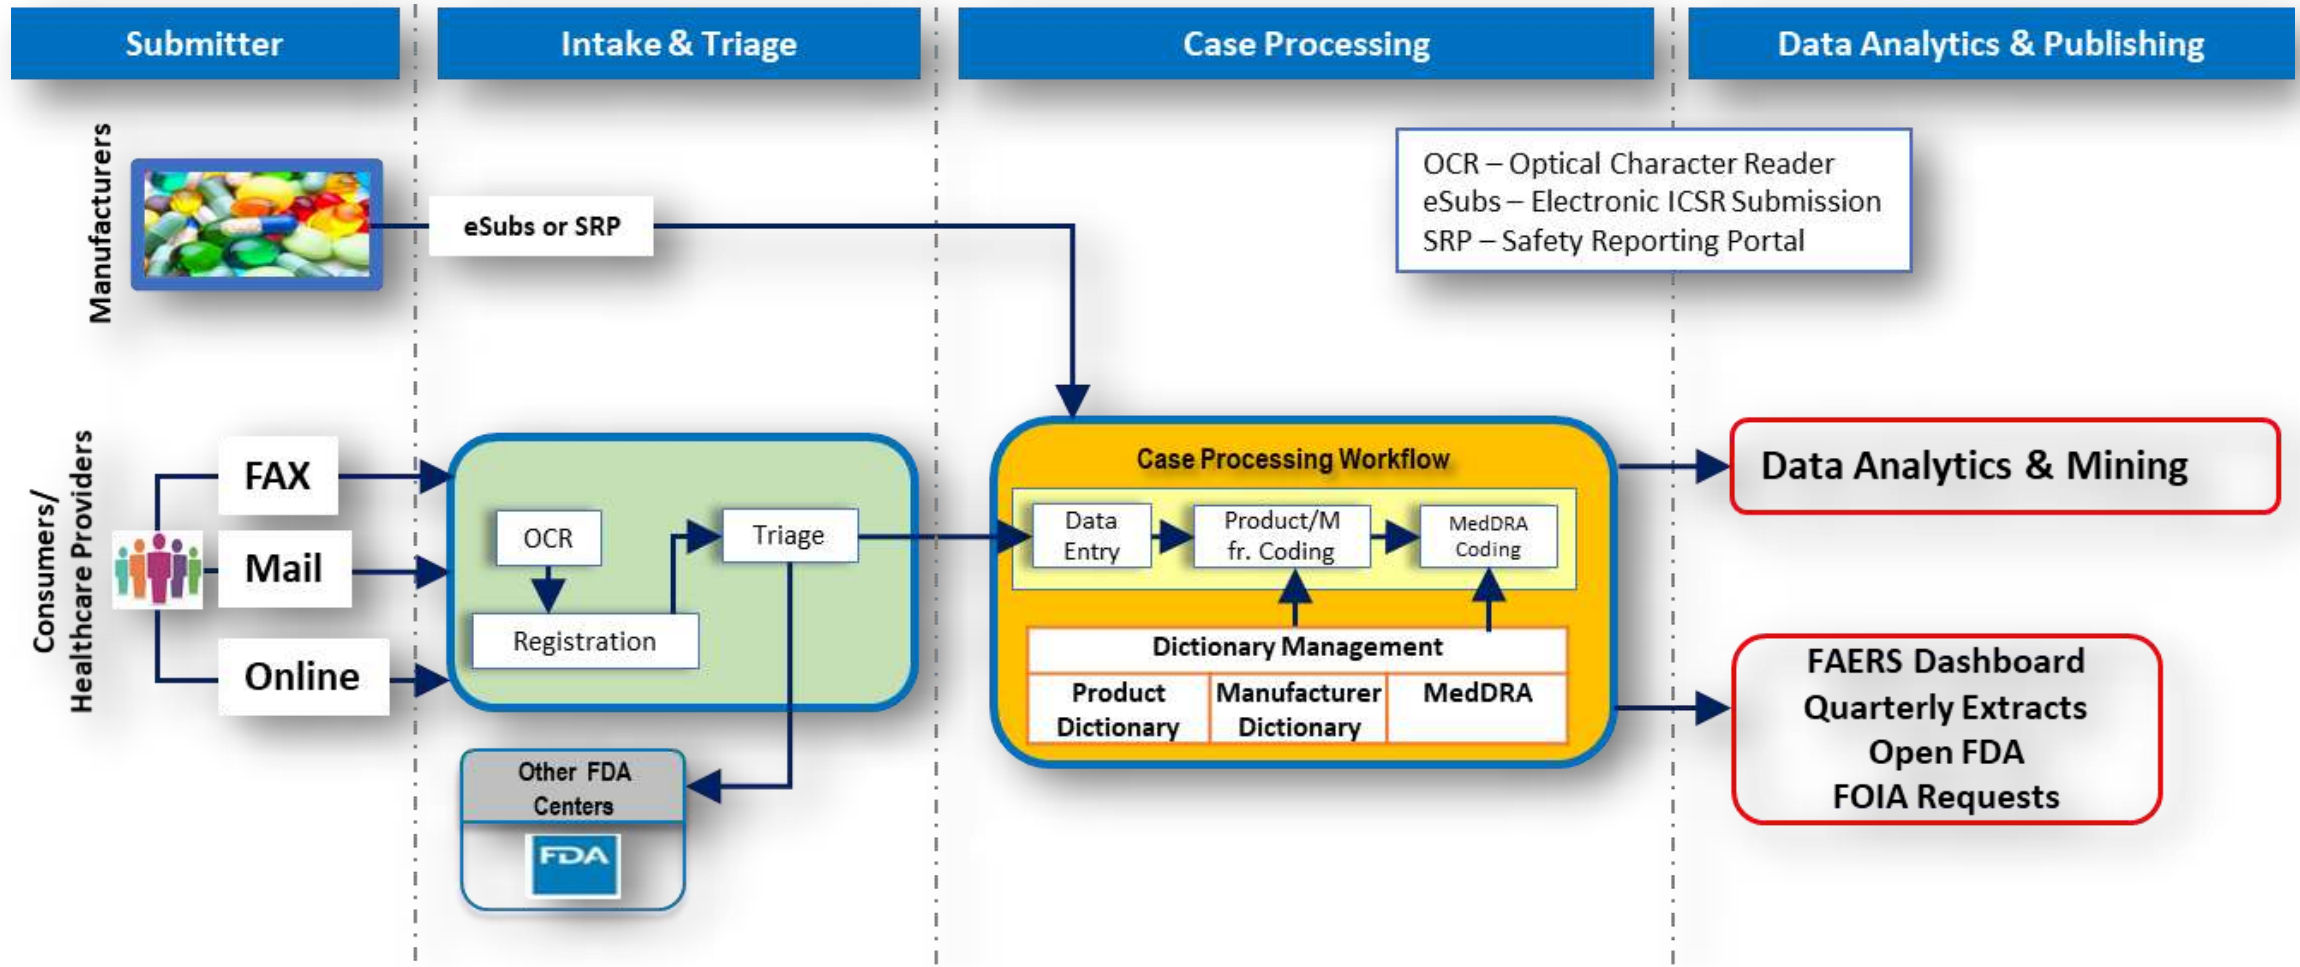 Submitter
Intake & Triage
Case Processing
Data Analytics & Publishing
Manufacturers
eSubs or SRP
OCR – Optical Character Reader
eSubs – Electronic ICSR Submission
SRP – Safety Reporting Portal
Consumers/
Healthcare Providers
FAX
Mail
Online
OCR
Registration
Triage
Other FDA
Centers
FDA
Case Processing Workflow
Data
Entry
Product/M
fr. Coding
MedDRA
Coding
Dictionary Management
Product
Dictionary
Manufacturer
Dictionary
MedDRA
Data Analytics & Mining
FAERS Dashboard
Quarterly Extracts
Open FDA
FOIA Requests